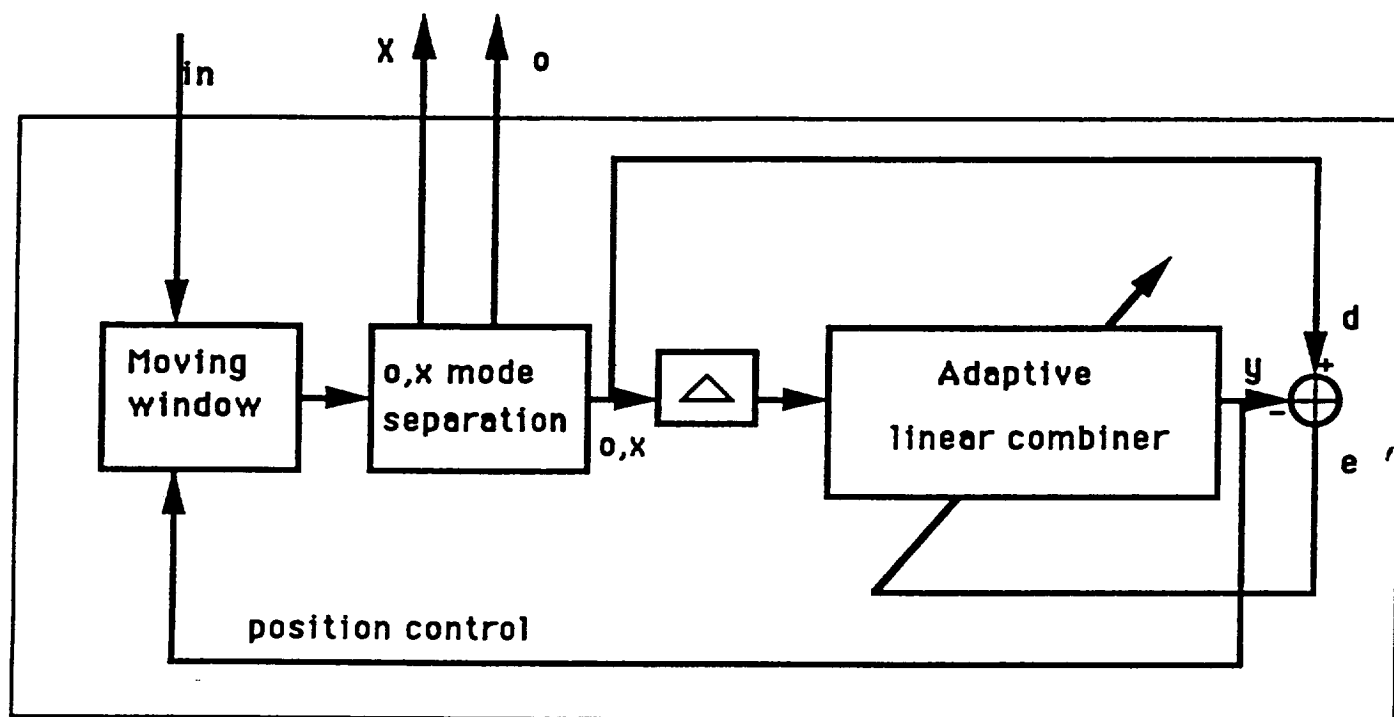 in
X
o
Moving
window
o,x mode
separation
o,x
△
Adaptive
linear combiner
y
d
+
-
e
position control